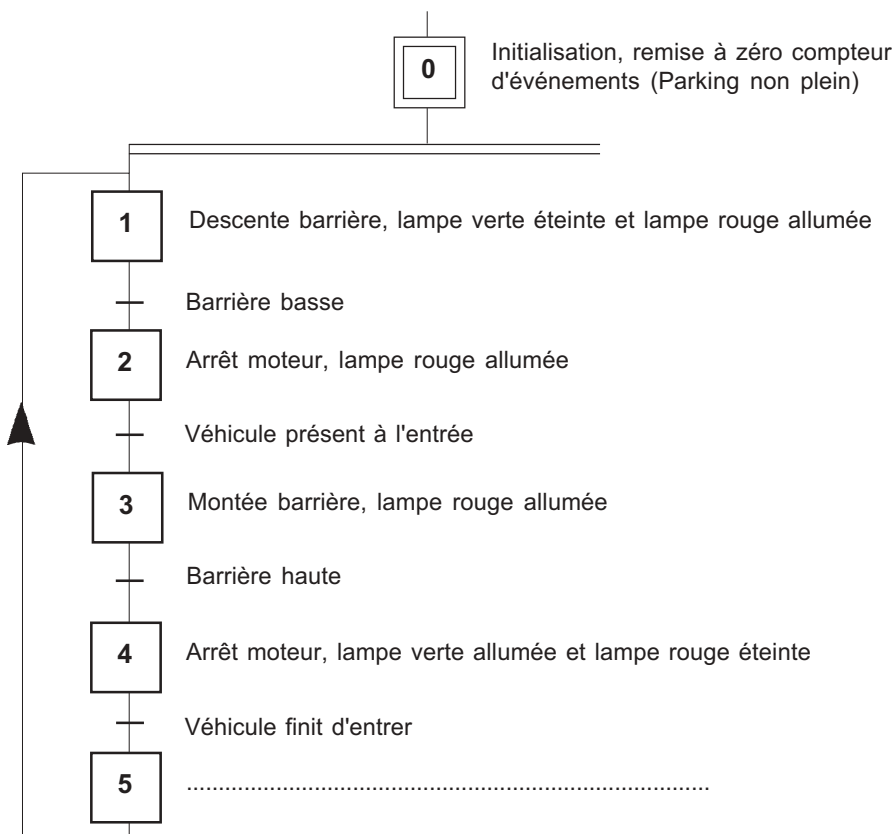 0
Initialisation, remise à zéro compteur
d'événements (Parking non plein)
1
Descente barrière, lampe verte éteinte et lampe rouge allumée
Barrière basse
2
Arrêt moteur, lampe rouge allumée
Véhicule présent à l'entrée
3
Montée barrière, lampe rouge allumée
Barrière haute
4
Arrêt moteur, lampe verte allumée et lampe rouge éteinte
Véhicule finit d'entrer
5
.................................................................................